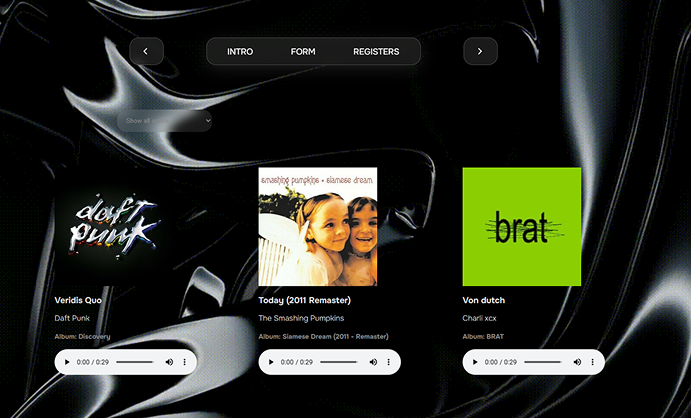 INTRO FORM REGISTERS
Show all
daft punk
smashing pumpkins + siamese dream
brat
Veridis Quo
Daft Punk
Album: Discovery
0:00 / 0:29
Today (2011 Remaster)
The Smashing Pumpkins
Album: Siamese Dream (2011 - Remaster)
0:00 / 0:29
Von dutch
Charli xcx
Album: BRAT
0:00 / 0:29